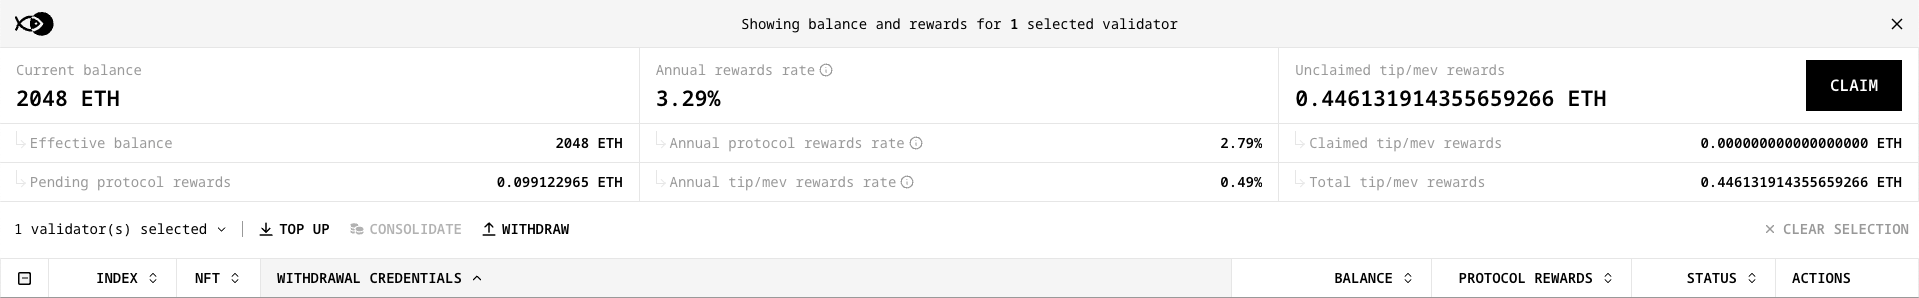 Showing balance and rewards for 1 selected validator
Current balance
2048 ETH
Annual rewards rate
3.29%
Unclaimed tip/mev rewards
0.446131914355659266 ETH
CLAIM
Effective balance 2048 ETH
Annual protocol rewards rate 2.79%
Claimed tip/mev rewards 0.000000000000000000 ETH
Pending protocol rewards 0.099122965 ETH
Annual tip/mev rewards rate 0.49%
Total tip/mev rewards 0.446131914355659266 ETH
1 validator(s) selected TOP UP CONSOLIDATE WITHDRAW CLEAR SELECTION
INDEX NFT WITHDRAWAL CREDENTIALS BALANCE PROTOCOL REWARDS STATUS ACTIONS